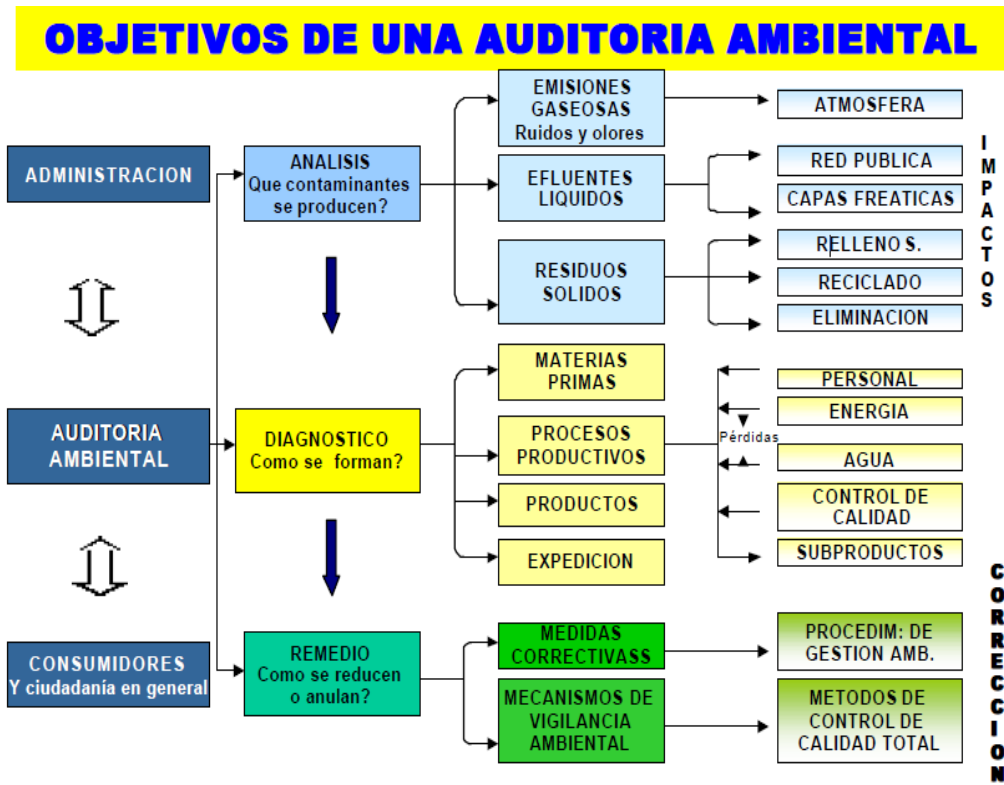 OBJETIVOS DE UNA AUDITORIA AMBIENTAL
ADMINISTRACION
AUDITORIA
AMBIENTAL
CONSUMIDORES
Y ciudadanía en general
ANALISIS
Que contaminantes
se producen?
DIAGNOSTICO
Como se forman?
REMEDIO
Como se reducen
o anulan?
EMISIONES
GASEOSAS
Ruidos y olores
EFLUENTES
LIQUIDOS
RESIDUOS
SOLIDOS
MATERIAS
PRIMAS
PROCESOS
PRODUCTIVOS
PRODUCTOS
EXPEDICION
MEDIDAS
CORRECTIVASS
MECANISMOS DE
VIGILANCIA
AMBIENTAL
ATMOSFERA
RED PUBLICA
CAPAS FREATICAS
RELLENO S.
RECICLADO
ELIMINACION
PERSONAL
ENERGIA
Pérdidas
AGUA
CONTROL DE
CALIDAD
SUBPRODUCTOS
PROCEDIM: DE
GESTION AMB.
METODOS DE
CONTROL DE
CALIDAD TOTAL
IMPACTOS
CORRECCION